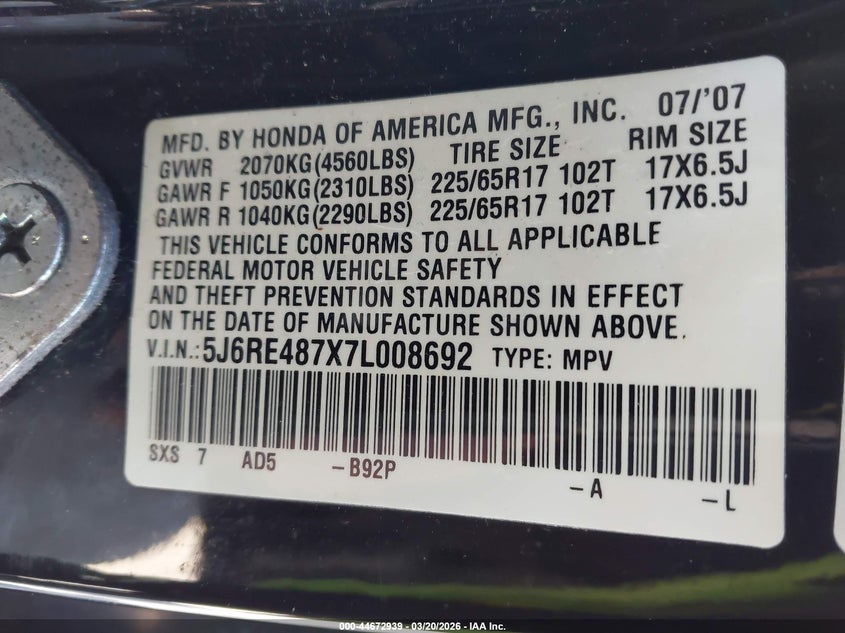 MFD. BY HONDA OF AMERICA MFG., INC. 07/'07
GVWR 2070KG(4560LBS) TIRE SIZE RIM SIZE
GAWR F 1050KG(2310LBS) 225/65R17 102T 17X6.5J
GAWR R 1040KG(2290LBS) 225/65R17 102T 17X6.5J
THIS VEHICLE CONFORMS TO ALL APPLICABLE
FEDERAL MOTOR VEHICLE SAFETY
AND THEFT PREVENTION STANDARDS IN EFFECT
ON THE DATE OF MANUFACTURE SHOWN ABOVE.
V.I.N.:5J6RE487X7L008692 TYPE: MPV
SXS 7 AD5 -B92P
-A -L
000-44672939 - 03/20/2026 - IAA Inc.